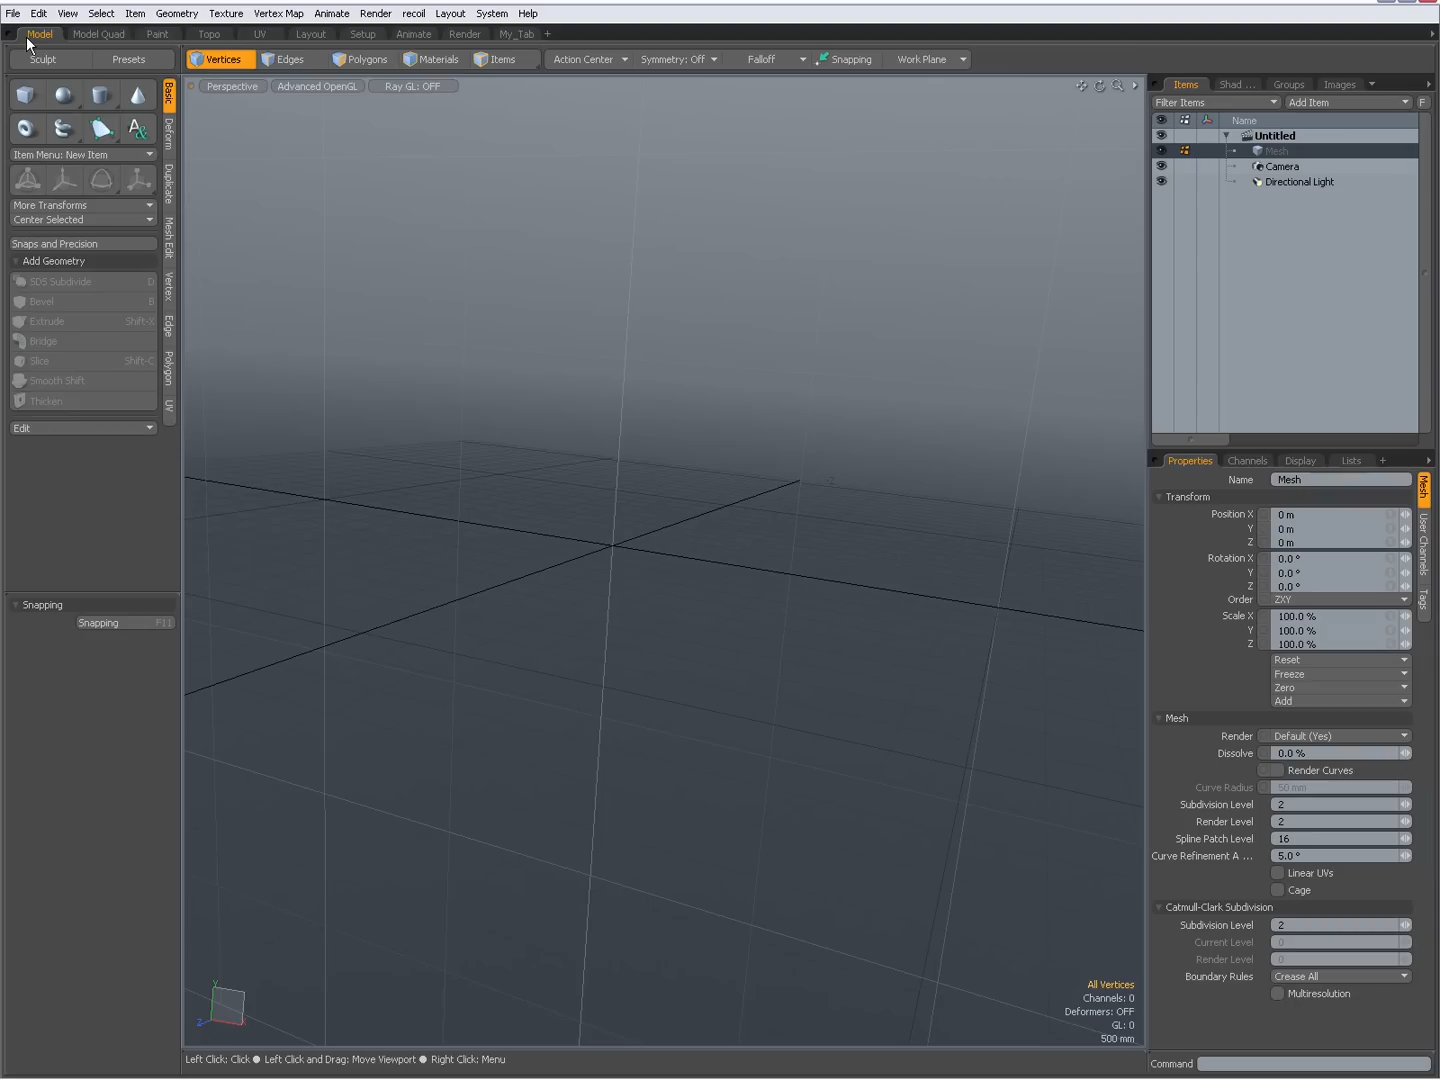 File Edit View Select Item Geometry Texture Vertex Map Animate Render recoil Layout System Help
Model Model Quad Paint Topo UV Layout Setup Animate Render My_Tab +
Sculpt Presets Vertices Edges Polygons Materials Items Action Center Symmetry: Off Falloff Snapping Work Plane
Perspective Advanced OpenGL Ray GL: OFF
Basic
Deform
Duplicate
Mesh Edit
Vertex
Edge
Polygon
UV
Item Menu: New Item
More Transforms
Center Selected
Snaps and Precision
Add Geometry
SDS Subdivide D
Bevel B
Extrude Shift-X
Bridge
Slice Shift-C
Smooth Shift
Thicken
Edit
Snapping
Snapping F11
-Z
Y
Z X
All Vertices
Channels: 0
Deformers: OFF
GL: 0
500 mm
Left Click: Click ● Left Click and Drag: Move Viewport ● Right Click: Menu
Items Shad ... Groups Images
Filter Items Add Item F
Name
Untitled
Mesh
Camera
Directional Light
Properties Channels Display Lists +
Mesh
User Channels
Tags
Name Mesh
Transform
Position X 0 m
Y 0 m
Z 0 m
Rotation X 0.0 °
Y 0.0 °
Z 0.0 °
Order ZXY
Scale X 100.0 %
Y 100.0 %
Z 100.0 %
Reset
Freeze
Zero
Add
Mesh
Render Default (Yes)
Dissolve 0.0 %
Render Curves
Curve Radius 50 mm
Subdivision Level 2
Render Level 2
Spline Patch Level 16
Curve Refinement A ... 5.0 °
Linear UVs
Cage
Catmull-Clark Subdivision
Subdivision Level 2
Current Level 0
Render Level 0
Boundary Rules Crease All
Multiresolution
Command